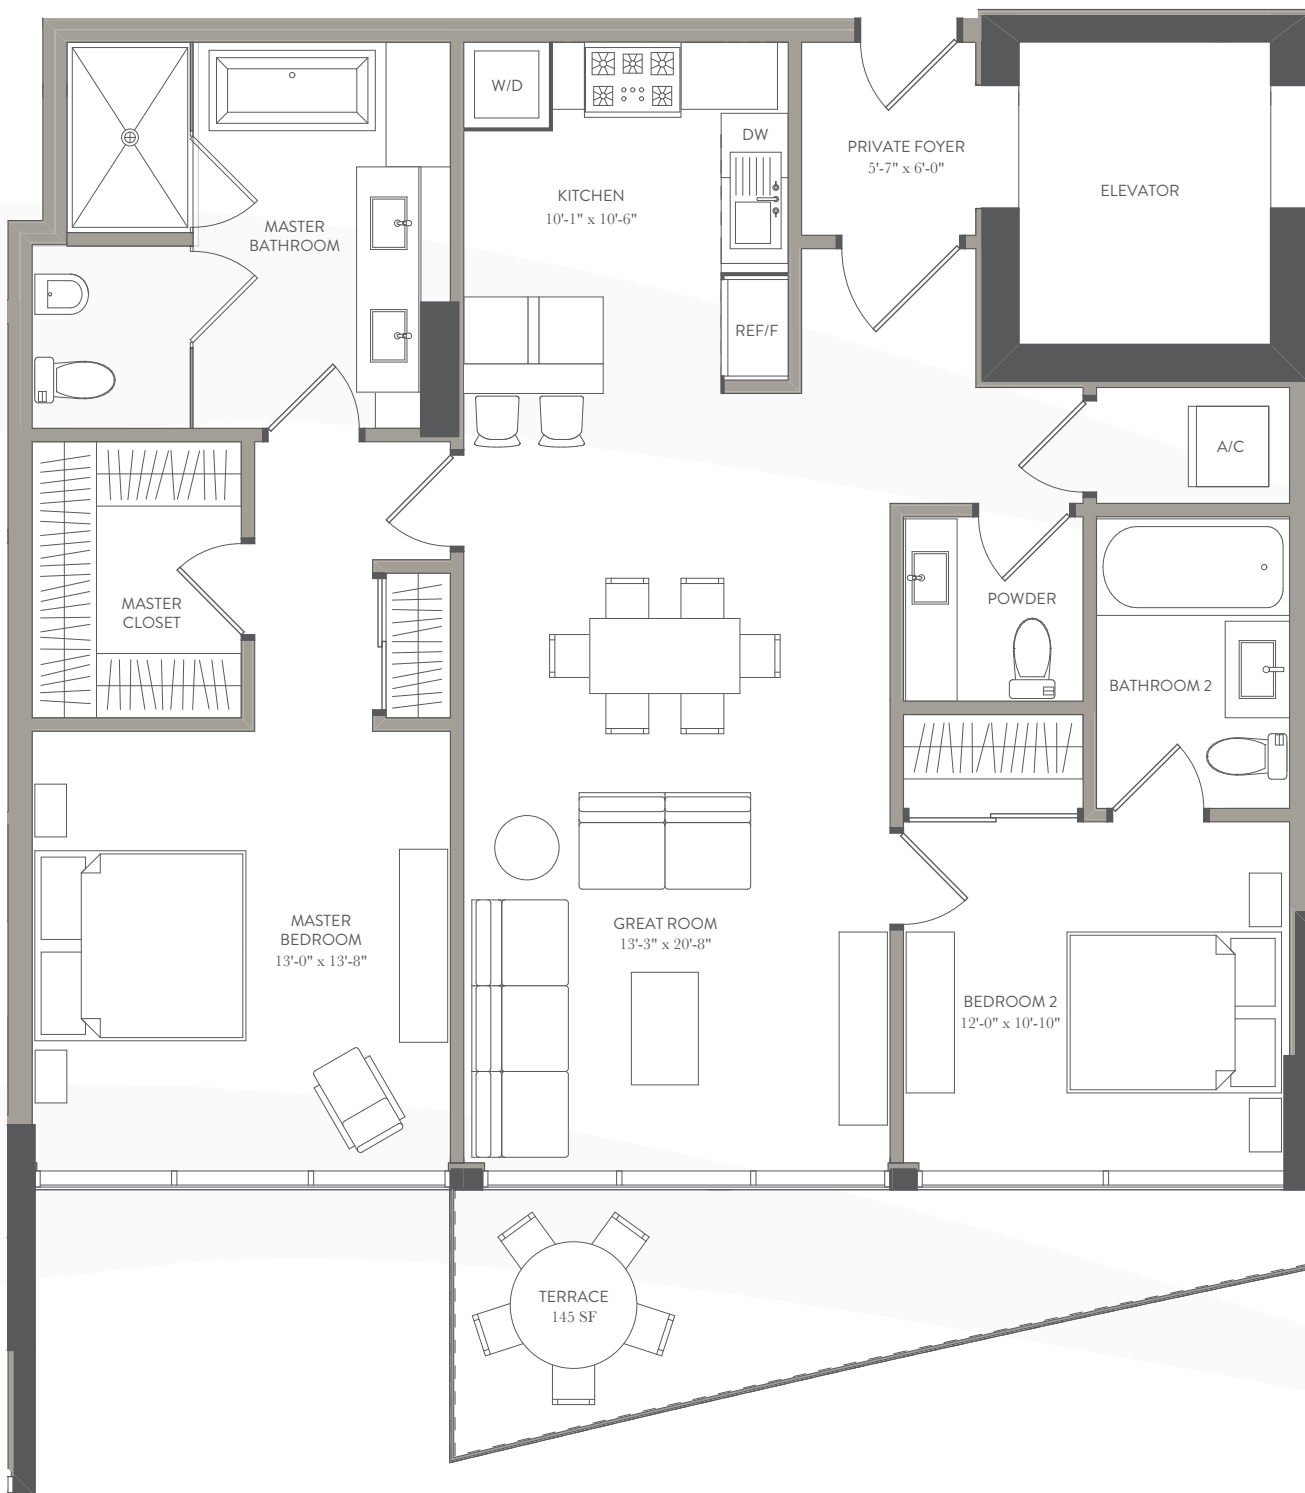 W/D
DW
PRIVATE FOYER
5'-7" x 6'-0"
ELEVATOR
KITCHEN
10'-1" x 10'-6"
MASTER
BATHROOM
REF/F
A/C
MASTER
CLOSET
POWDER
BATHROOM 2
MASTER
BEDROOM
13'-0" x 13'-8"
GREAT ROOM
13'-3" x 20'-8"
BEDROOM 2
12'-0" x 10'-10"
TERRACE
145 SF